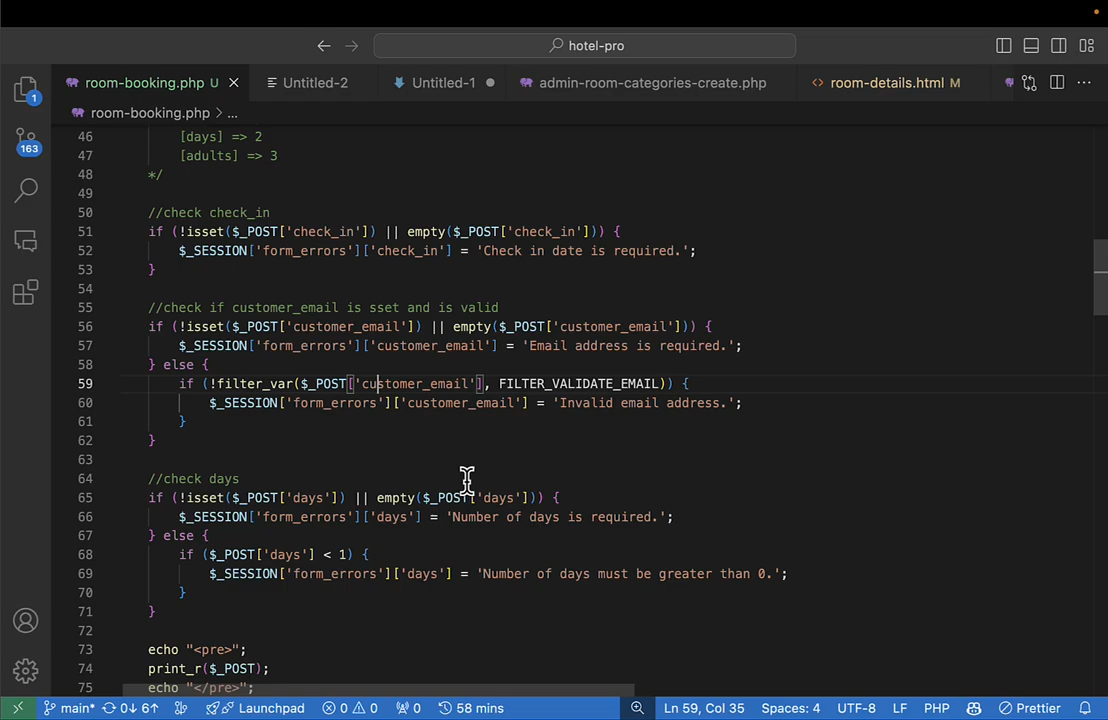 hotel-pro
room-booking.php U
Untitled-2
Untitled-1
admin-room-categories-create.php
room-details.html M
room-booking.php > ...
1
163
46 [days] => 2
47 [adults] => 3
48 */
49
50 //check check_in
51 if (!isset($_POST['check_in']) || empty($_POST['check_in'])) {
52 $_SESSION['form_errors']['check_in'] = 'Check in date is required.';
53 }
54
55 //check if customer_email is sset and is valid
56 if (!isset($_POST['customer_email']) || empty($_POST['customer_email'])) {
57 $_SESSION['form_errors']['customer_email'] = 'Email address is required.';
58 } else {
59 if (!filter_var($_POST['customer_email'], FILTER_VALIDATE_EMAIL)) {
60 $_SESSION['form_errors']['customer_email'] = 'Invalid email address.';
61 }
62 }
63
64 //check days
65 if (!isset($_POST['days']) || empty($_POST['days'])) {
66 $_SESSION['form_errors']['days'] = 'Number of days is required.';
67 } else {
68 if ($_POST['days'] < 1) {
69 $_SESSION['form_errors']['days'] = 'Number of days must be greater than 0.';
70 }
71 }
72
73 echo "<pre>";
74 print_r($_POST);
75 echo "</pre>";
main* 0↓ 6↑ Launchpad 0 0 0 58 mins Ln 59, Col 35 Spaces: 4 UTF-8 LF PHP Prettier